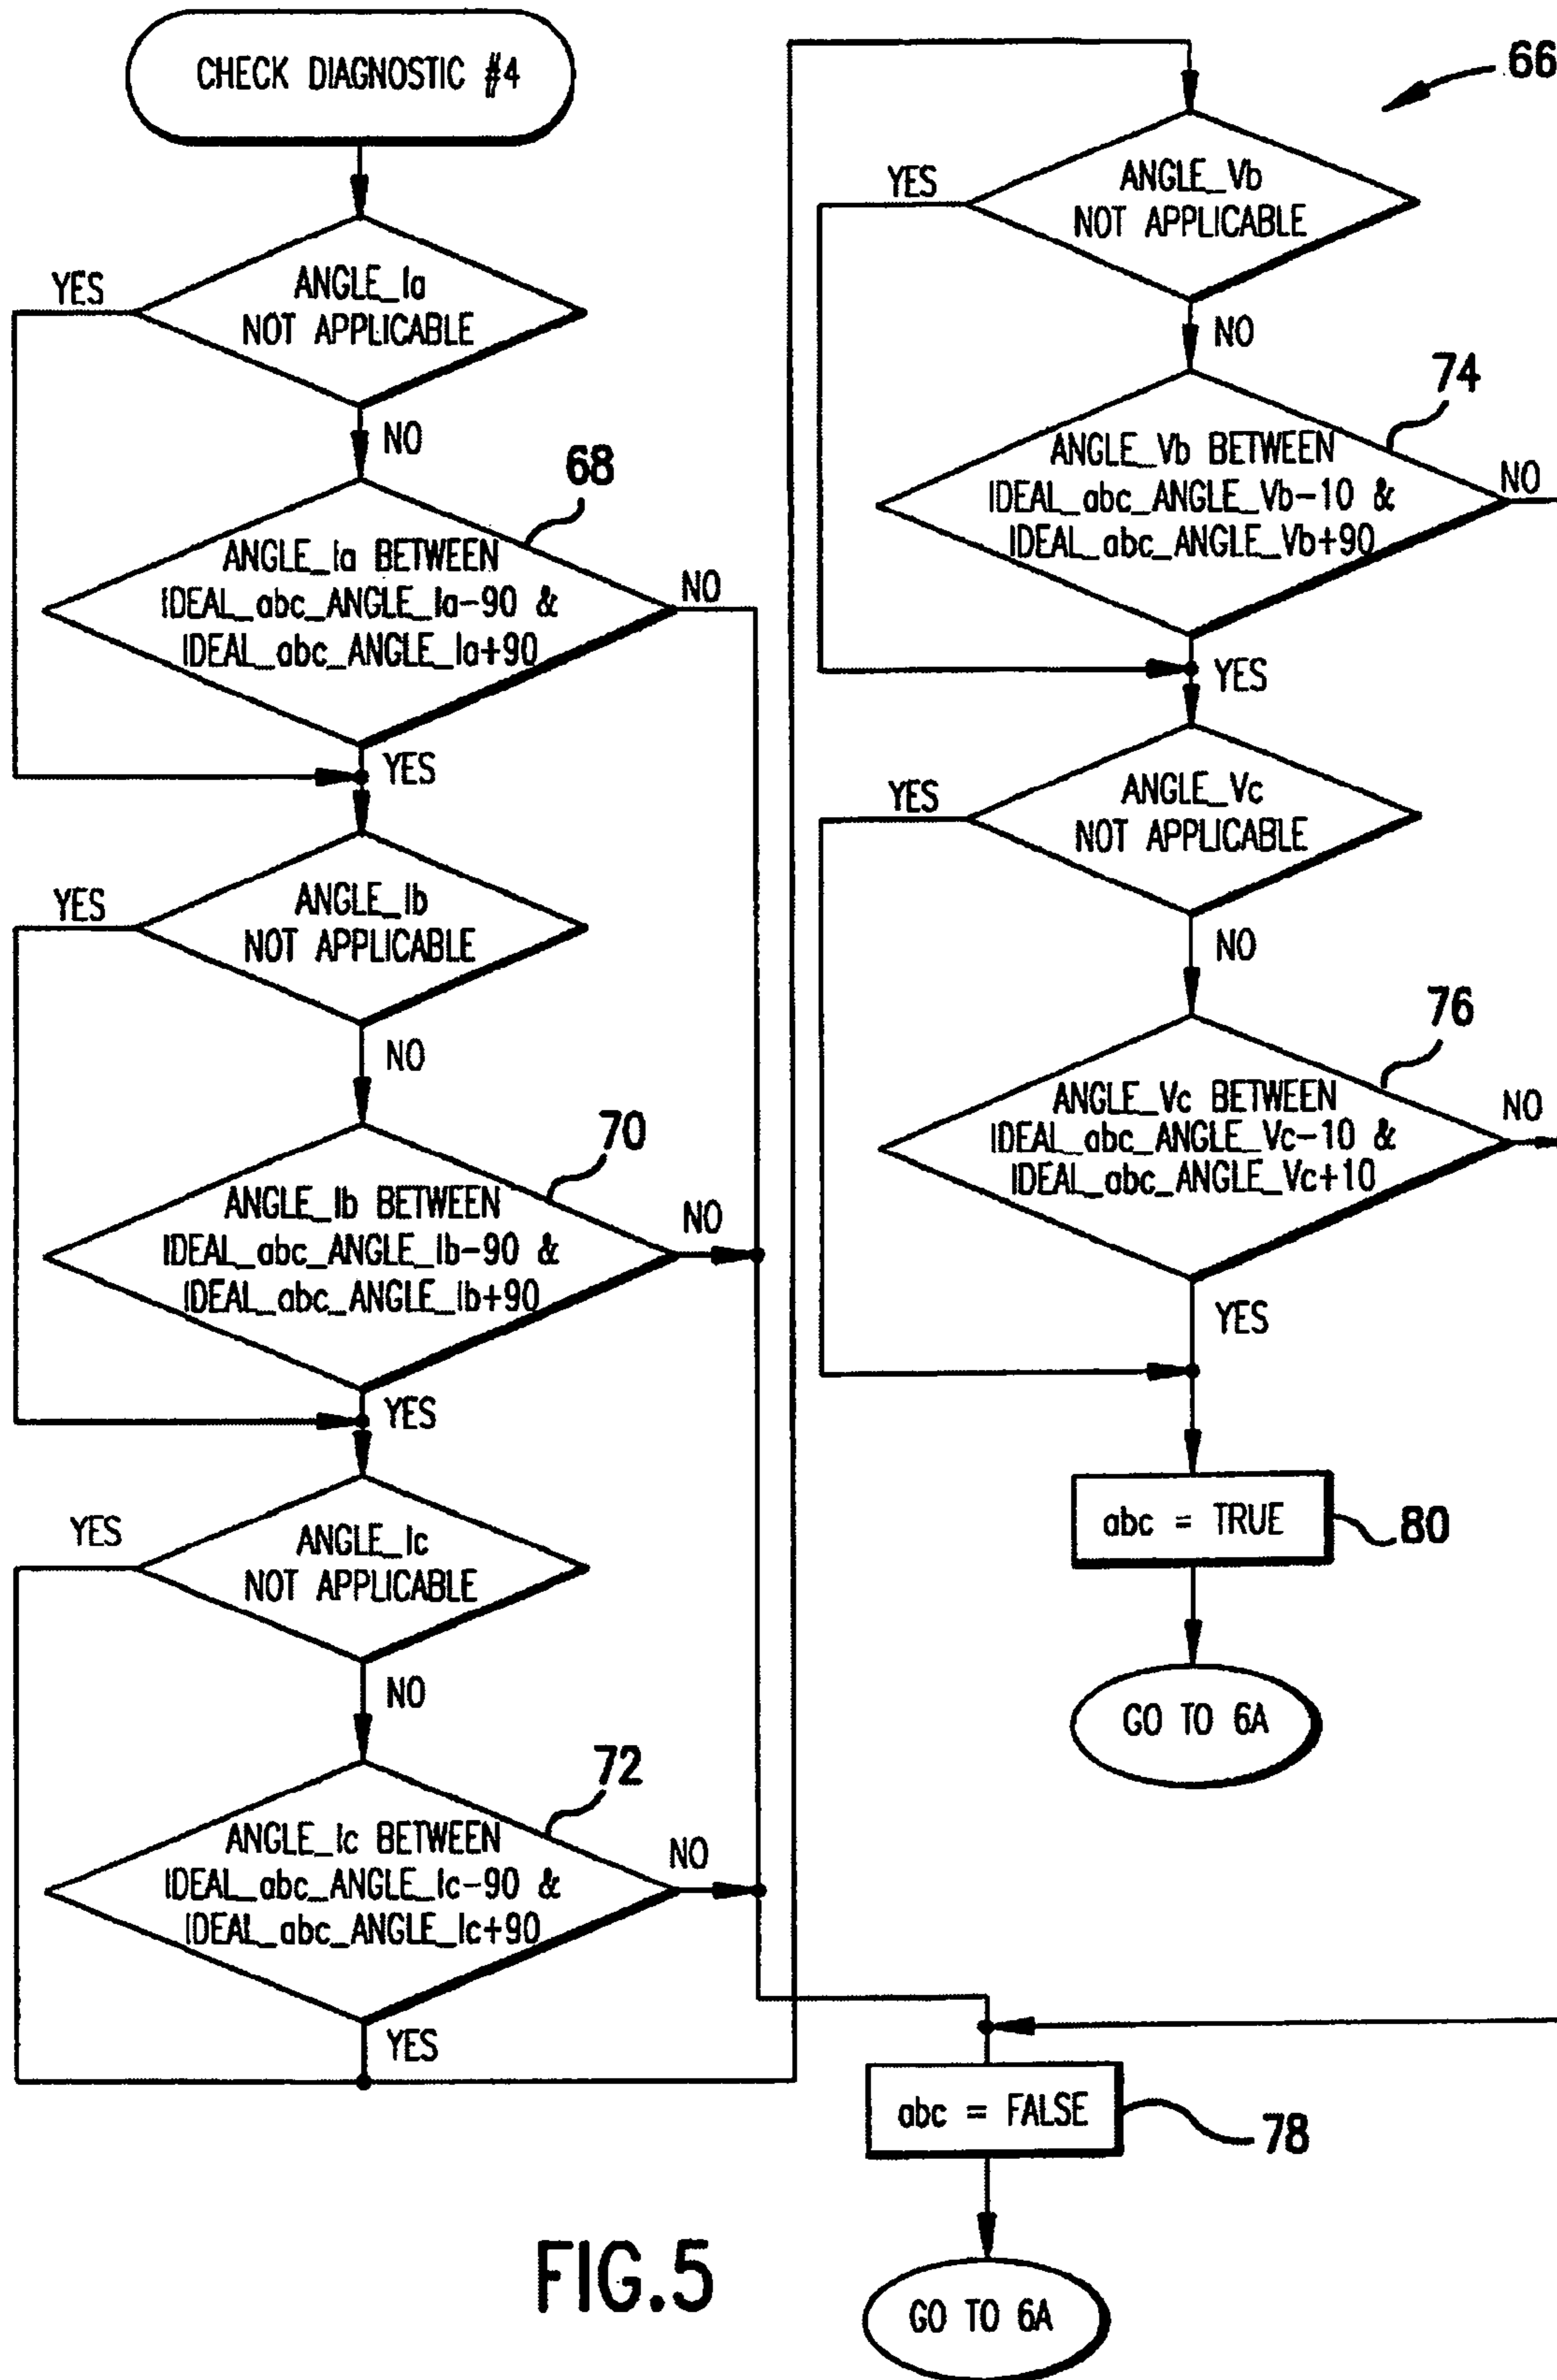 CHECK DIAGNOSTIC #4
YES
ANGLE_Ia
NOT APPLICABLE
NO
68
ANGLE_Ia BETWEEN
IDEAL_abc_ANGLE_Ia-90 &
IDEAL_abc_ANGLE_Ia+90
NO
YES
YES
ANGLE_Ib
NOT APPLICABLE
NO
70
ANGLE_Ib BETWEEN
IDEAL_abc_ANGLE_Ib-90 &
IDEAL_abc_ANGLE_Ib+90
NO
YES
YES
ANGLE_Ic
NOT APPLICABLE
NO
72
ANGLE_Ic BETWEEN
IDEAL_abc_ANGLE_Ic-90 &
IDEAL_abc_ANGLE_Ic+90
NO
YES
66
YES
ANGLE_Vb
NOT APPLICABLE
NO
74
ANGLE_Vb BETWEEN
IDEAL_abc_ANGLE_Vb-10 &
IDEAL_abc_ANGLE_Vb+90
NO
YES
YES
ANGLE_Vc
NOT APPLICABLE
NO
76
ANGLE_Vc BETWEEN
IDEAL_abc_ANGLE_Vc-10 &
IDEAL_abc_ANGLE_Vc+10
NO
YES
abc = TRUE
80
GO TO 6A
abc = FALSE
78
GO TO 6A
FIG.5